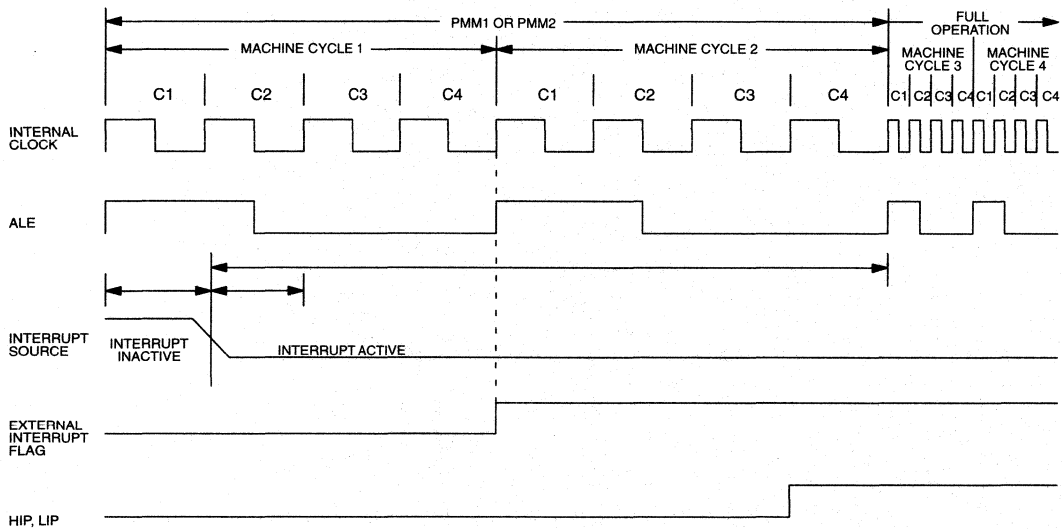 PMM1 OR PMM2
FULL
OPERATION
MACHINE CYCLE 1
MACHINE CYCLE 2
MACHINE
CYCLE 3
MACHINE
CYCLE 4
C1 C2 C3 C4 C1 C2 C3 C4 C1 C2 C3 C4 C1 C2 C3 C4
INTERNAL
CLOCK
ALE
INTERRUPT
SOURCE
INTERRUPT
INACTIVE
INTERRUPT ACTIVE
EXTERNAL
INTERRUPT
FLAG
HIP, LIP